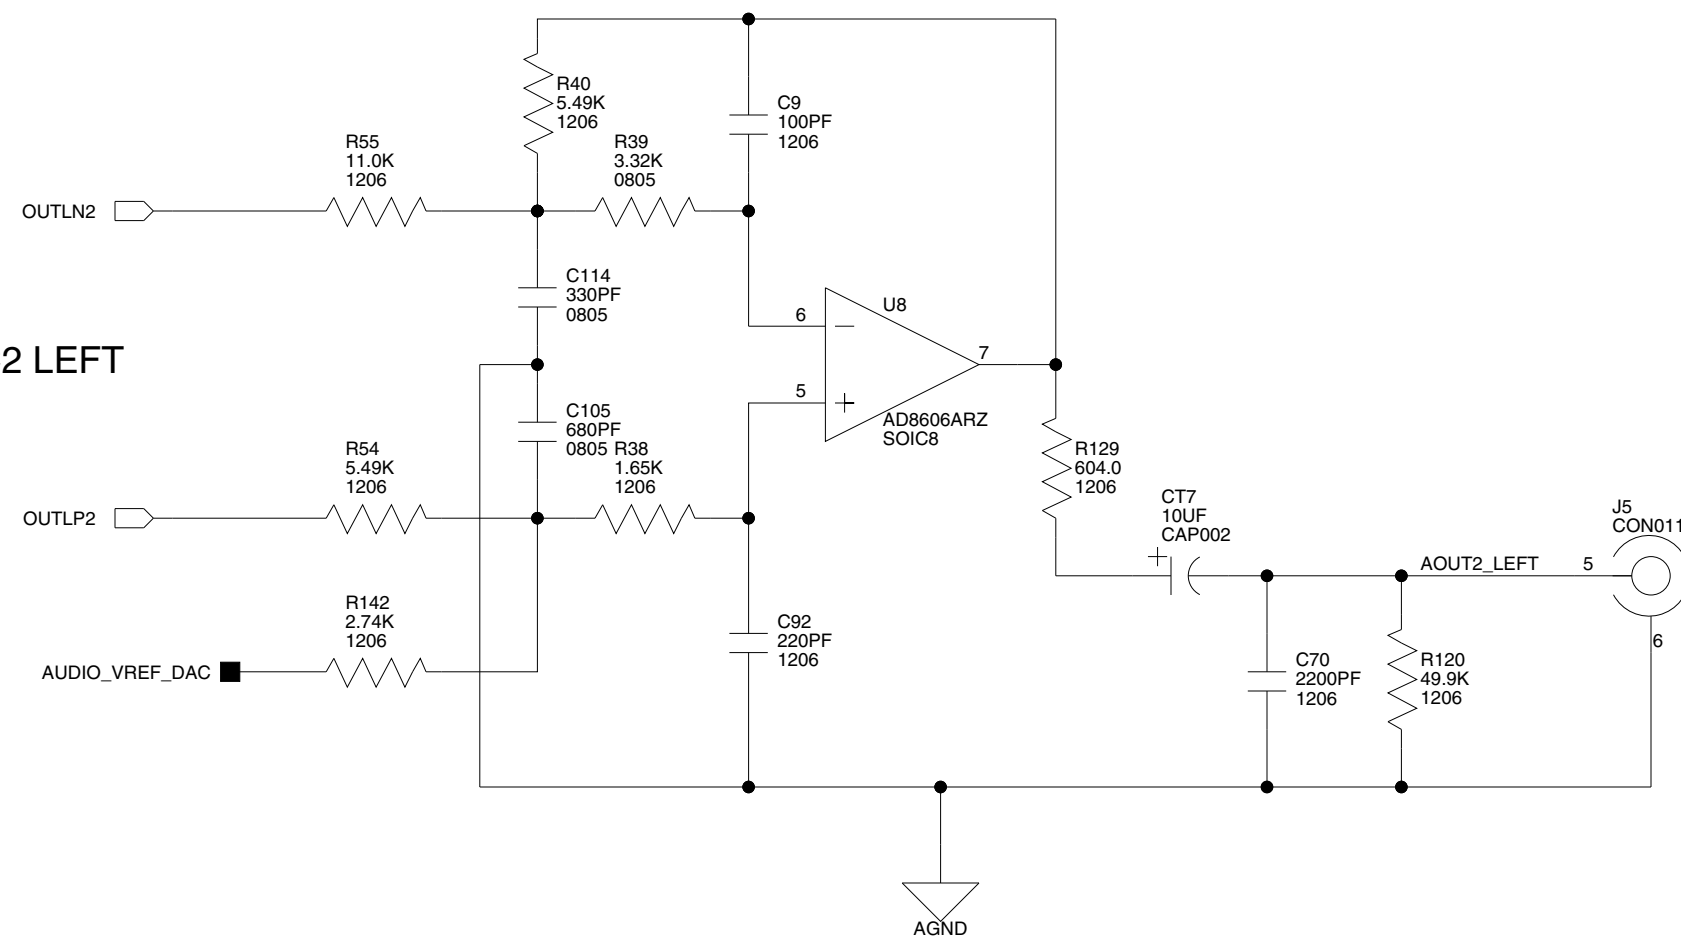 R40
5.49K
1206
C9
100PF
1206
R55
11.0K
1206
R39
3.32K
0805
OUTLN2
C114
330PF
0805
U8
6
7
5
2 LEFT
AD8606ARZ
SOIC8
C105
680PF
0805
R54
5.49K
1206
R38
1.65K
1206
OUTLP2
R129
604.0
1206
CT7
10UF
CAP002
J5
CON011
AOUT2_LEFT
5
6
R142
2.74K
1206
AUDIO_VREF_DAC
C92
220PF
1206
C70
2200PF
1206
R120
49.9K
1206
AGND